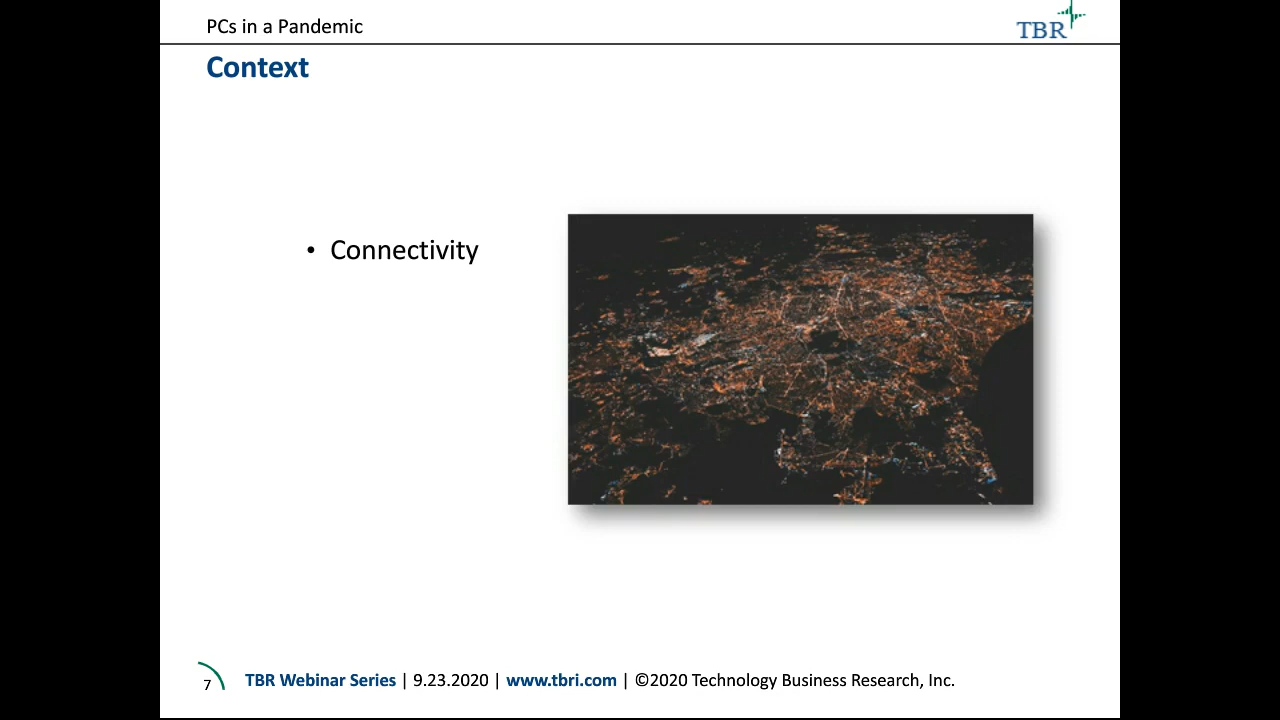 PCs in a Pandemic
TBR
Context
• Connectivity
7
TBR Webinar Series | 9.23.2020 | www.tbri.com | ©2020 Technology Business Research, Inc.